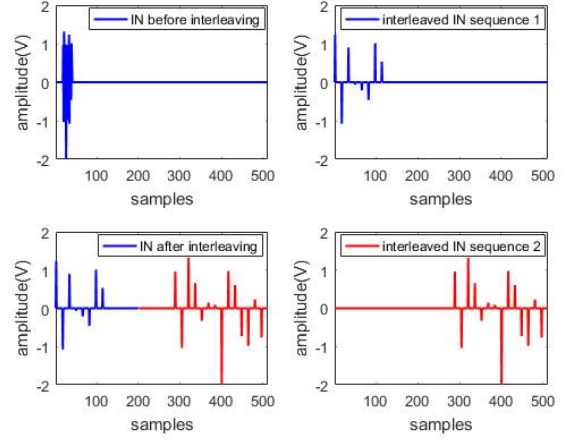 IN before interleaving
interleaved IN sequence 1
amplitude(V)
2
1
0
-1
-2
100 200 300 400 500
samples
amplitude(V)
2
1
0
-1
-2
100 200 300 400 500
samples
IN after interleaving
interleaved IN sequence 2
amplitude(V)
2
1
0
-1
-2
100 200 300 400 500
samples
amplitude(V)
2
1
0
-1
-2
100 200 300 400 500
samples